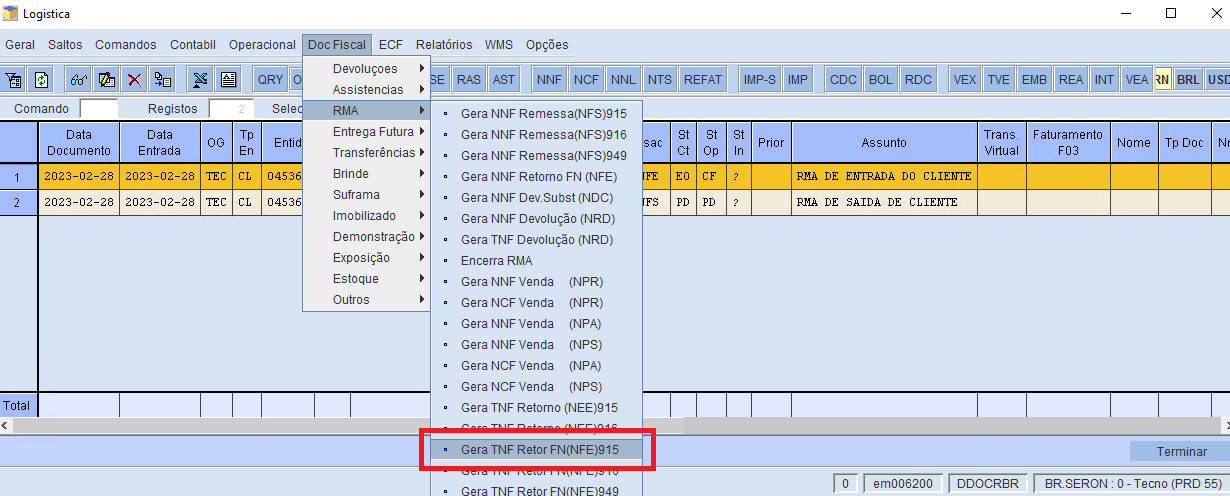 Logistica
Geral Saltos Comandos Contabil Operacional Doc Fiscal ECF Relatórios WMS Opções
QRY RAS AST NNF NCF NNL NTS REFAT IMP-S IMP CDC BOL RDC VEX TVE EMB REA INT VEA RN BRL USD
Comando Registos 2
Data Documento Data Entrada OG Tp En St Ct St Op St In Prior Assunto Trans. Virtual Faturamento F03 Nome Tp Doc
1 2023-02-28 2023-02-28 TEC CL 04536 NFE EO CF ? RMA DE ENTRADA DO CLIENTE
2 2023-02-28 2023-02-28 TEC CL 04536 PD PD ? RMA DE SAIDA DE CLIENTE
Devoluçoes
Assistencias
RMA
Entrega Futura
Transferências
Brinde
Suframa
Imobilizado
Demonstração
Exposição
Estoque
Outros
Gera NNF Remessa(NFS)915
Gera NNF Remessa(NFS)916
Gera NNF Remessa(NFS)949
Gera NNF Retorno FN (NFE)
Gera NNF Dev.Subst (NDC)
Gera NNF Devolução (NRD)
Gera TNF Devolução (NRD)
Encerra RMA
Gera NNF Venda (NPR)
Gera NCF Venda (NPR)
Gera NNF Venda (NPA)
Gera NNF Venda (NPS)
Gera NCF Venda (NPA)
Gera NCF Venda (NPS)
Gera TNF Retorno (NEE)915
Gera TNF Retorno (NFE)916
Gera TNF Retor FN(NFE)915
Gera TNF Retor FN(NFE)916
Gera TNF Retor FN(NFE)949
Total
Terminar
0 em006200 DDOCRBR BR.SERON : 0 - Tecno (PRD 55)